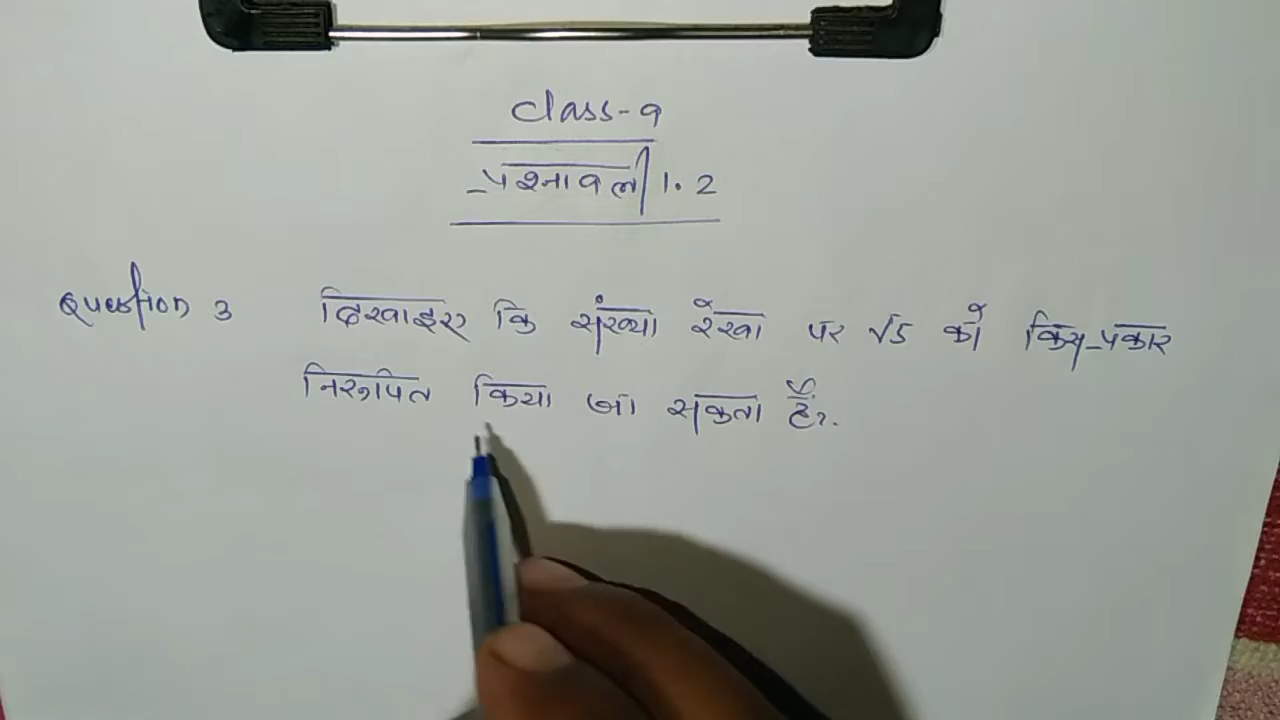 Class-9
प्रश्नावली 1.2
Question 3 दिखाइए कि संख्या रेखा पर √5 को किस प्रकार
निरूपित किया जा सकता है?.